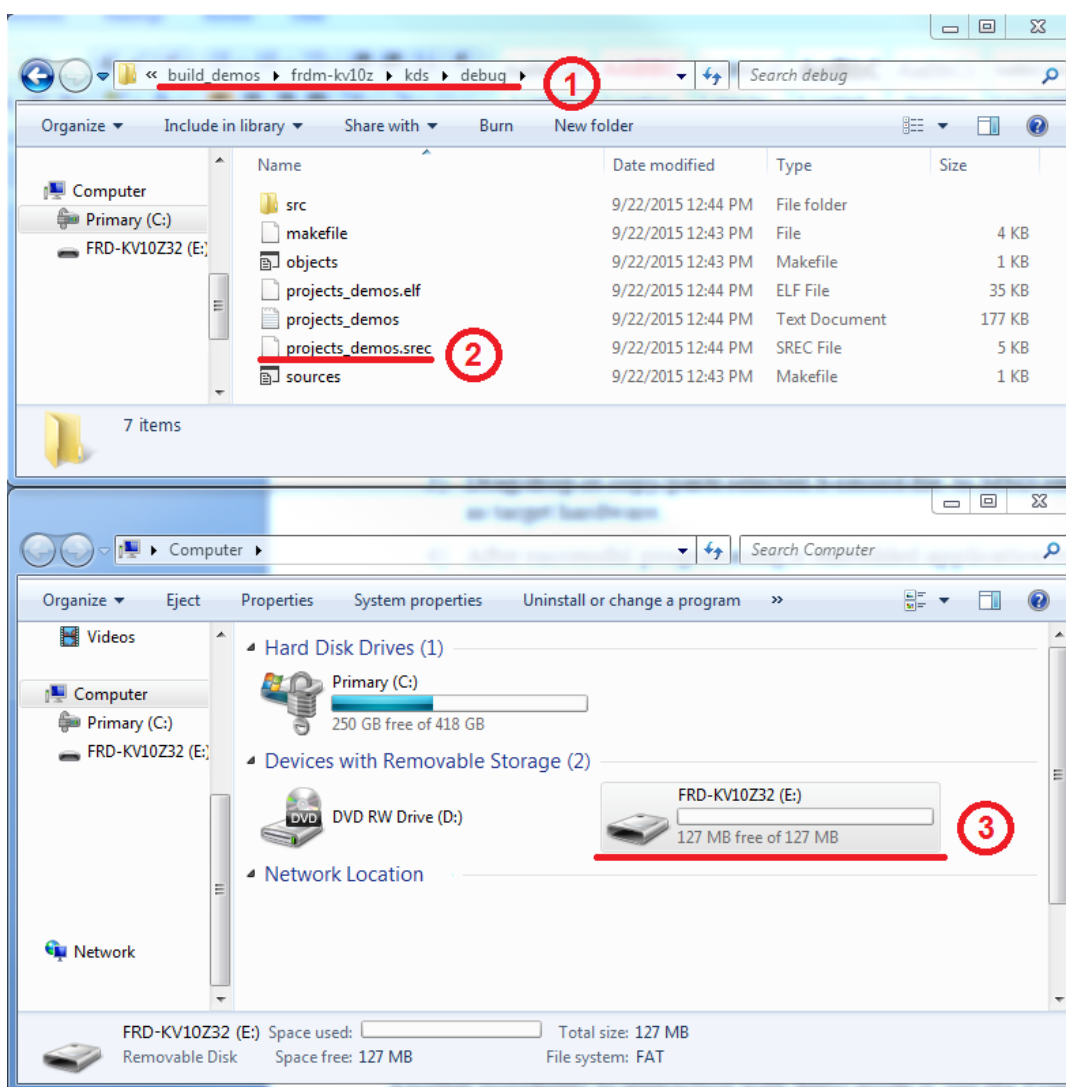 « build_demos ▸ frdm-kv10z ▸ kds ▸ debug ▸
1
Search debug
Organize ▾ Include in library ▾ Share with ▾ Burn New folder
Name Date modified Type Size
Computer
Primary (C:)
FRD-KV10Z32 (E:)
src 9/22/2015 12:44 PM File folder
makefile 9/22/2015 12:43 PM File 4 KB
objects 9/22/2015 12:43 PM Makefile 1 KB
projects_demos.elf 9/22/2015 12:44 PM ELF File 35 KB
projects_demos 9/22/2015 12:44 PM Text Document 177 KB
projects_demos.srec 2 9/22/2015 12:44 PM SREC File 5 KB
sources 9/22/2015 12:43 PM Makefile 1 KB
7 items
as target hardware.
▸ Computer ▸
Search Computer
Organize ▾ Eject Properties System properties Uninstall or change a program »
Videos
Computer
Primary (C:)
FRD-KV10Z32 (E:)
Network
Hard Disk Drives (1)
Primary (C:)
250 GB free of 418 GB
Devices with Removable Storage (2)
DVD
DVD RW Drive (D:)
FRD-KV10Z32 (E:)
127 MB free of 127 MB
3
Network Location
FRD-KV10Z32 (E:) Space used: Total size: 127 MB
Removable Disk Space free: 127 MB File system: FAT